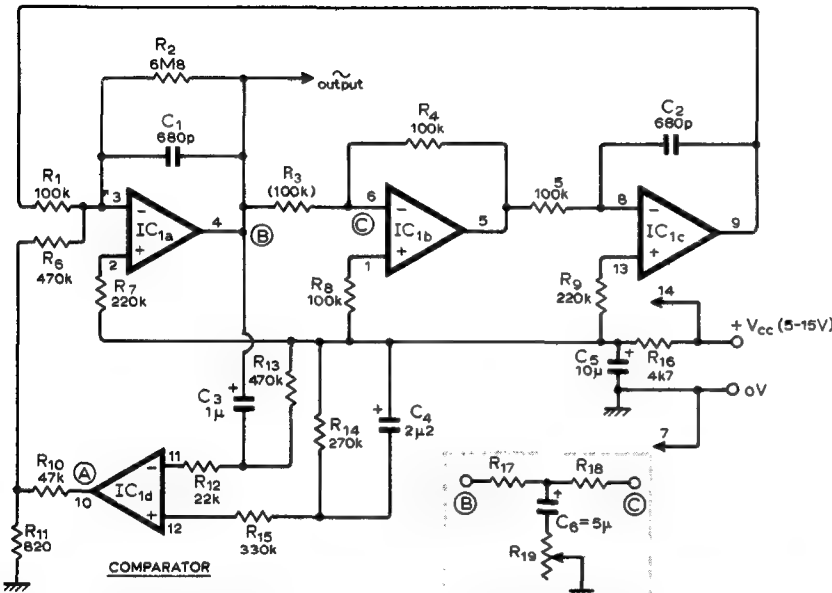 R2
6M8
output
C1
680p
R4
100k
C2
680p
R1
100k
R3
(100k)
5
100k
3
−
IC1a
+
2
4
B
6
C
−
IC1b
+
1
5
8
−
IC1c
+
13
9
R6
470k
R7
220k
R8
100k
R9
220k
14
+ Vcc (5-15V)
R16
4k7
C5
+
10μ
0V
7
R13
470k
C3
+
1μ
R14
270k
C4
+
2μ2
A
R10
47k
10
IC1d
−
11
+
12
R12
22k
R15
330k
R11
820
COMPARATOR
B
R17
R18
C
+
C6=5μ
R19